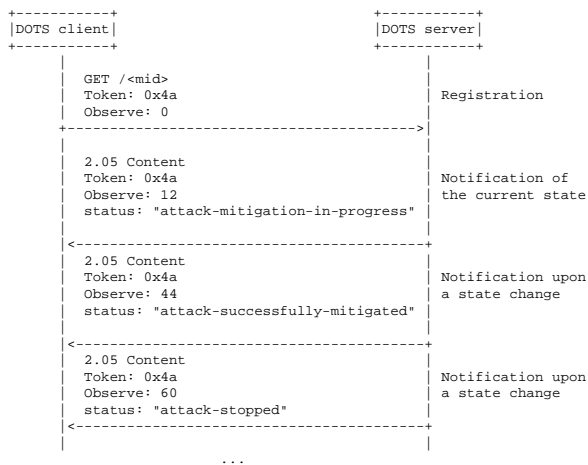 DOTS client DOTS server
GET /<mid>
Token: 0x4a Registration
Observe: 0
2.05 Content
Token: 0x4a Notification of
Observe: 12 the current state
status: "attack-mitigation-in-progress"
2.05 Content
Token: 0x4a Notification upon
Observe: 44 a state change
status: "attack-successfully-mitigated"
2.05 Content
Token: 0x4a Notification upon
Observe: 60 a state change
status: "attack-stopped"
...